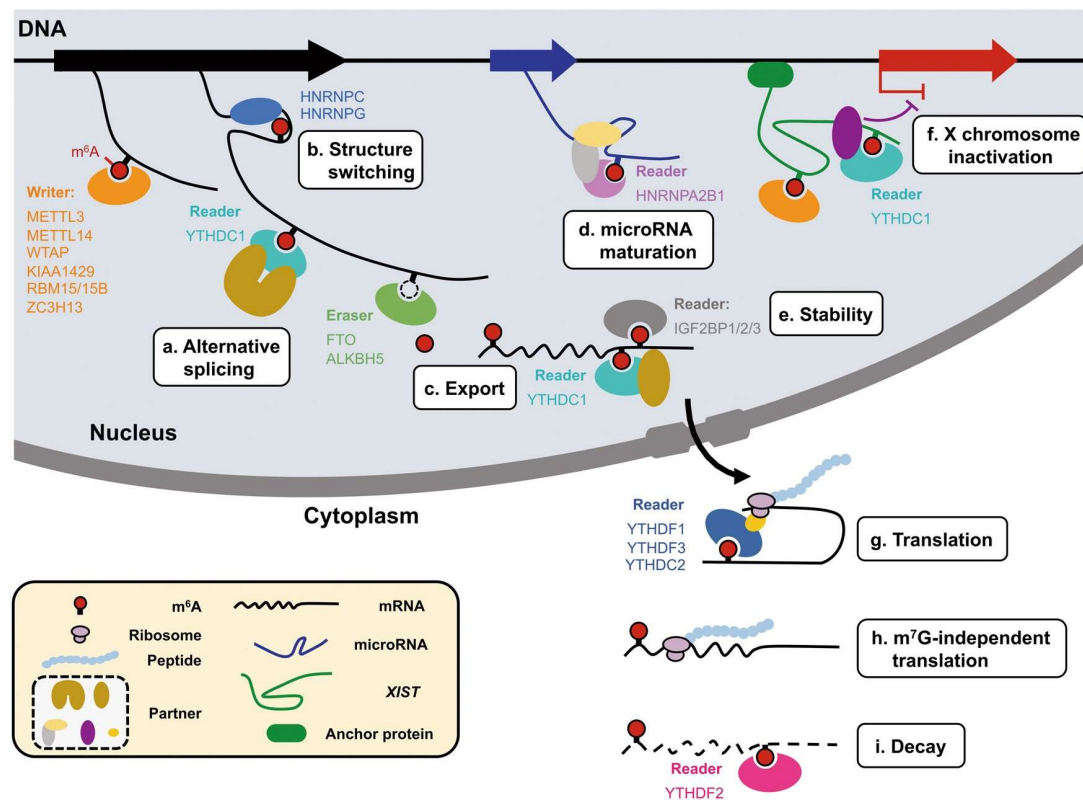 DNA
HNRNPC
HNRNPG
b. Structure
switching
m⁶A
Writer:
METTL3
METTL14
WTAP
KIAA1429
RBM15/15B
ZC3H13
Reader
YTHDC1
a. Alternative
splicing
Eraser
FTO
ALKBH5
Reader
HNRNPA2B1
d. microRNA
maturation
f. X chromosome
inactivation
Reader
YTHDC1
Reader:
IGF2BP1/2/3
e. Stability
c. Export
Reader
YTHDC1
Nucleus
Cytoplasm
Reader
YTHDF1
YTHDF3
YTHDC2
g. Translation
h. m⁷G-independent
translation
i. Decay
Reader
YTHDF2
m⁶A
mRNA
Ribosome
Peptide
microRNA
Partner
XIST
Anchor protein